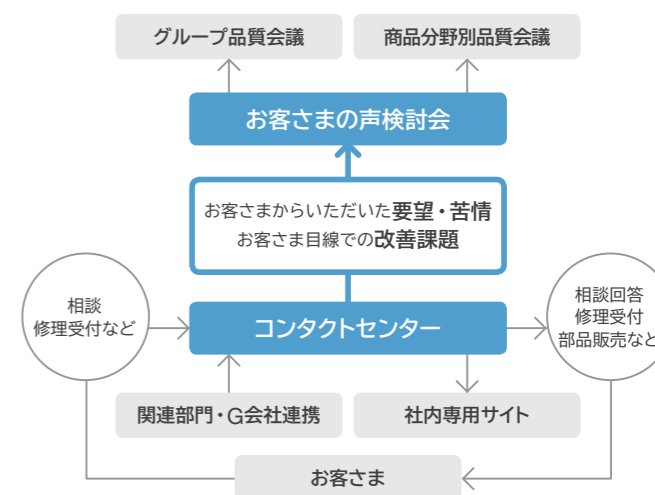 グループ品質会議
商品分野別品質会議
お客さまの声検討会
お客さまからいただいた要望・苦情
お客さま目線での改善課題
相談
修理受付など
コンタクトセンター
相談回答
修理受付
部品販売など
関連部門・G会社連携
社内専用サイト
お客さま